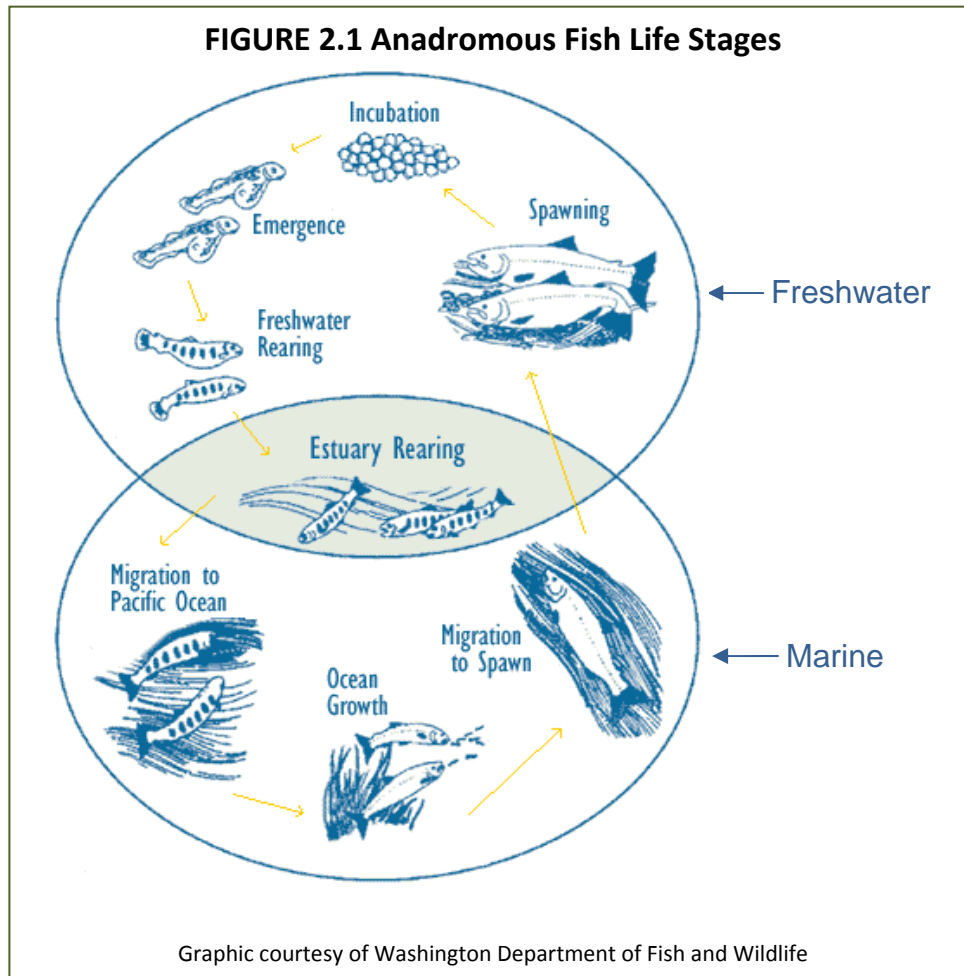 FIGURE 2.1 Anadromous Fish Life Stages
Incubation
Spawning
Emergence
Freshwater
Freshwater
Rearing
Estuary Rearing
Migration to
Pacific Ocean
Migration
to Spawn
Marine
Ocean
Growth
Graphic courtesy of Washington Department of Fish and Wildlife